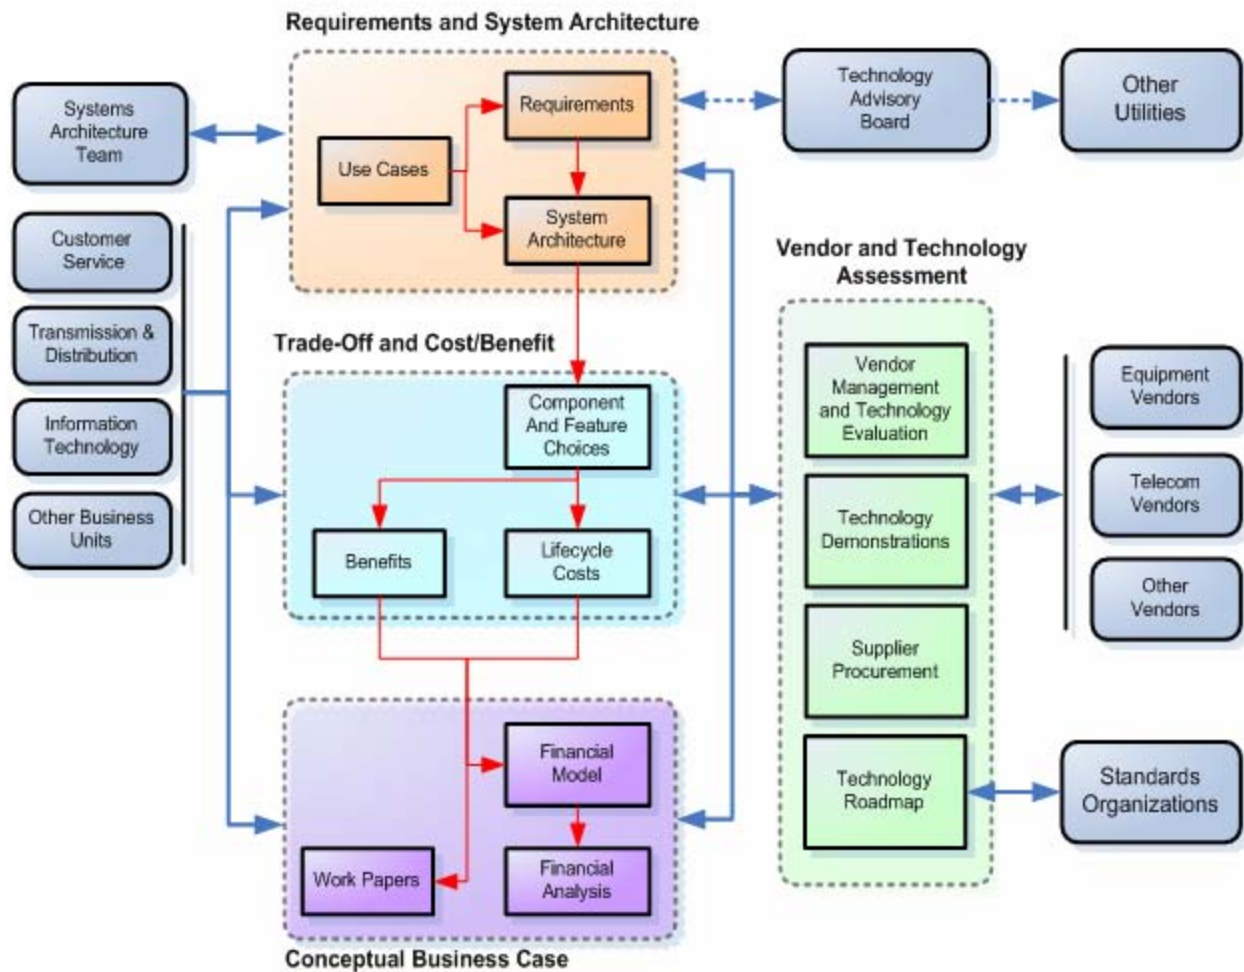 Requirements and System Architecture
Systems
Architecture
Team
Requirements
Use Cases
System
Architecture
Technology
Advisory
Board
Other
Utilities
Customer
Service
Transmission &
Distribution
Information
Technology
Other Business
Units
Trade-Off and Cost/Benefit
Component
And Feature
Choices
Benefits
Lifecycle
Costs
Vendor and Technology
Assessment
Vendor
Management
and Technology
Evaluation
Technology
Demonstrations
Supplier
Procurement
Technology
Roadmap
Equipment
Vendors
Telecom
Vendors
Other
Vendors
Standards
Organizations
Financial
Model
Work Papers
Financial
Analysis
Conceptual Business Case